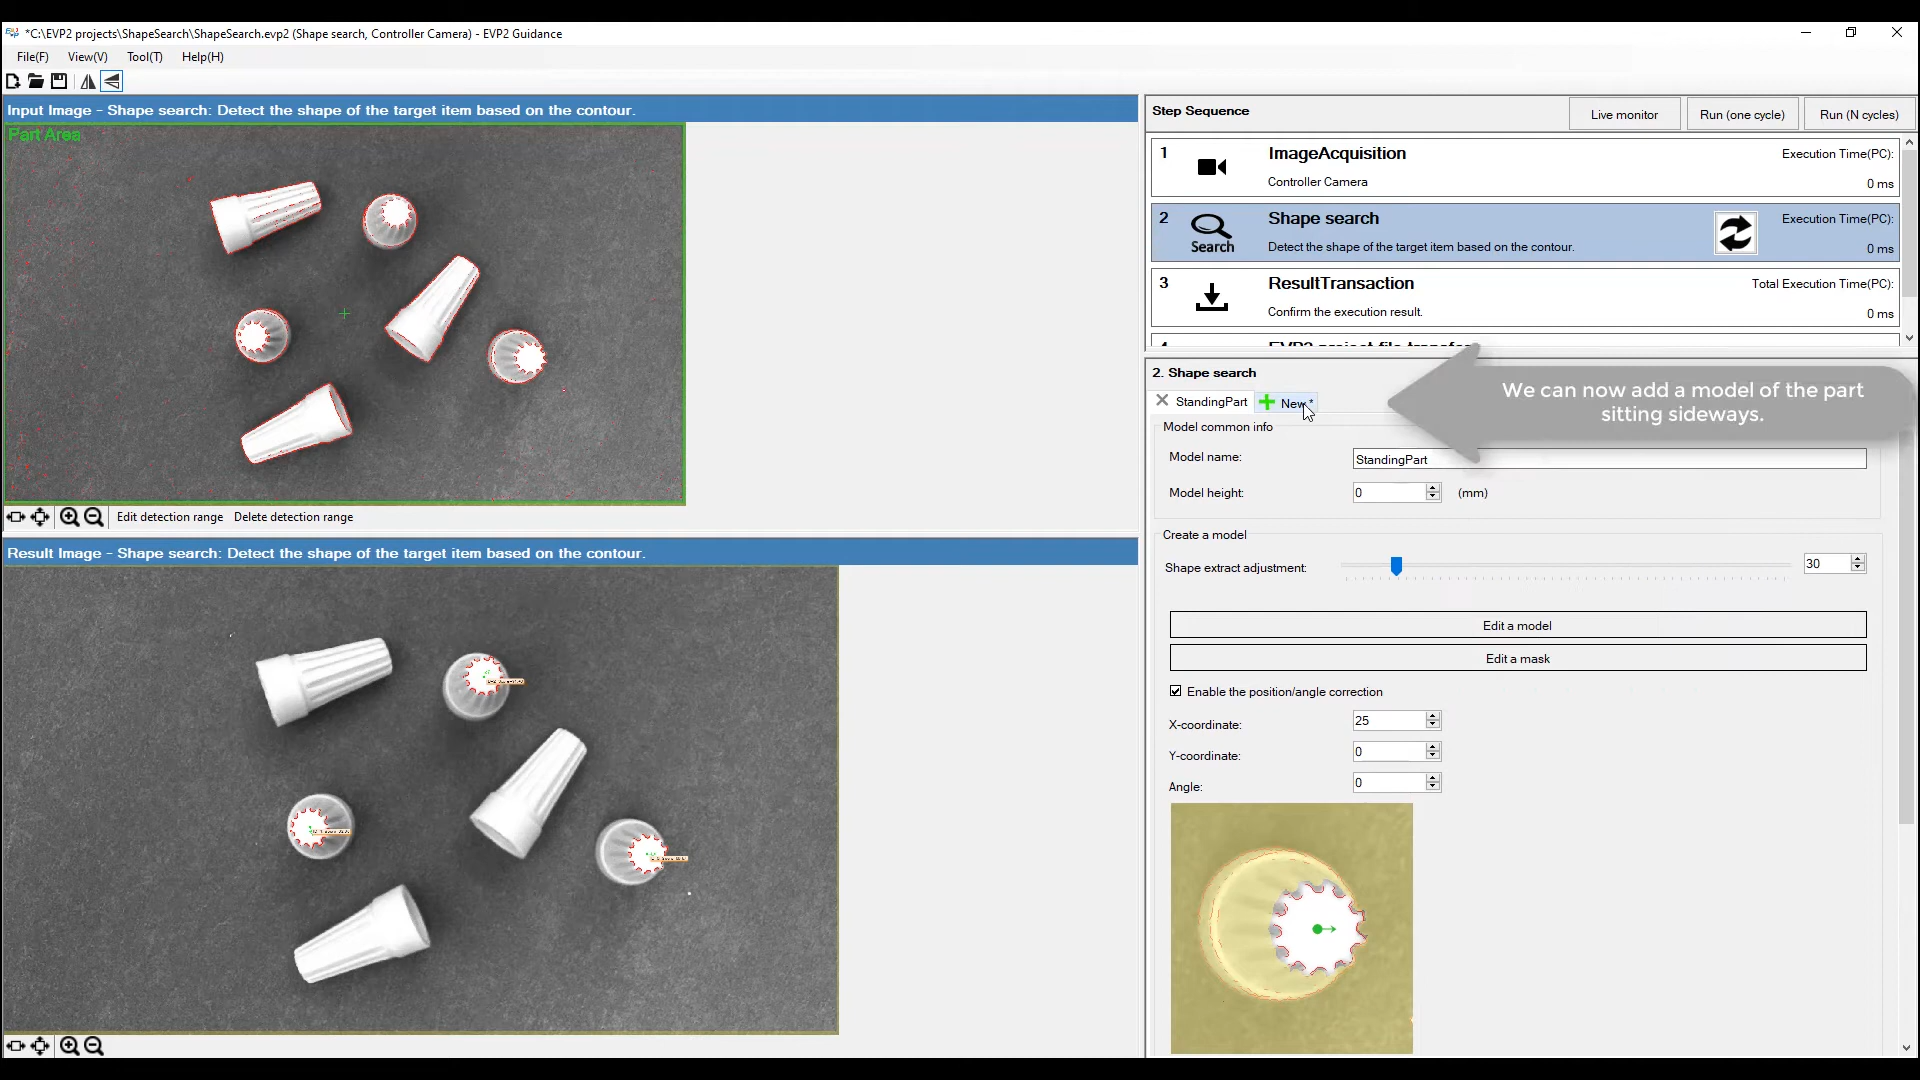 *C:\EVP2 projects\ShapeSearch\ShapeSearch.evp2 (Shape search, Controller Camera) - EVP2 Guidance
File(F) View(V) Tool(T) Help(H)
Input Image - Shape search: Detect the shape of the target item based on the contour.
Part Area
Edit detection range Delete detection range
Result Image - Shape search: Detect the shape of the target item based on the contour.
Step Sequence
Live monitor
Run (one cycle)
Run (N cycles)
1 ImageAcquisition Execution Time(PC):
Controller Camera 0 ms
2 Shape search Execution Time(PC):
Search Detect the shape of the target item based on the contour. 0 ms
3 ResultTransaction Total Execution Time(PC):
Confirm the execution result. 0 ms
2. Shape search
StandingPart New *
We can now add a model of the part
sitting sideways.
Model common info
Model name: StandingPart
Model height: 0 (mm)
Create a model
Shape extract adjustment: 30
Edit a model
Edit a mask
Enable the position/angle correction
X-coordinate: 25
Y-coordinate: 0
Angle: 0